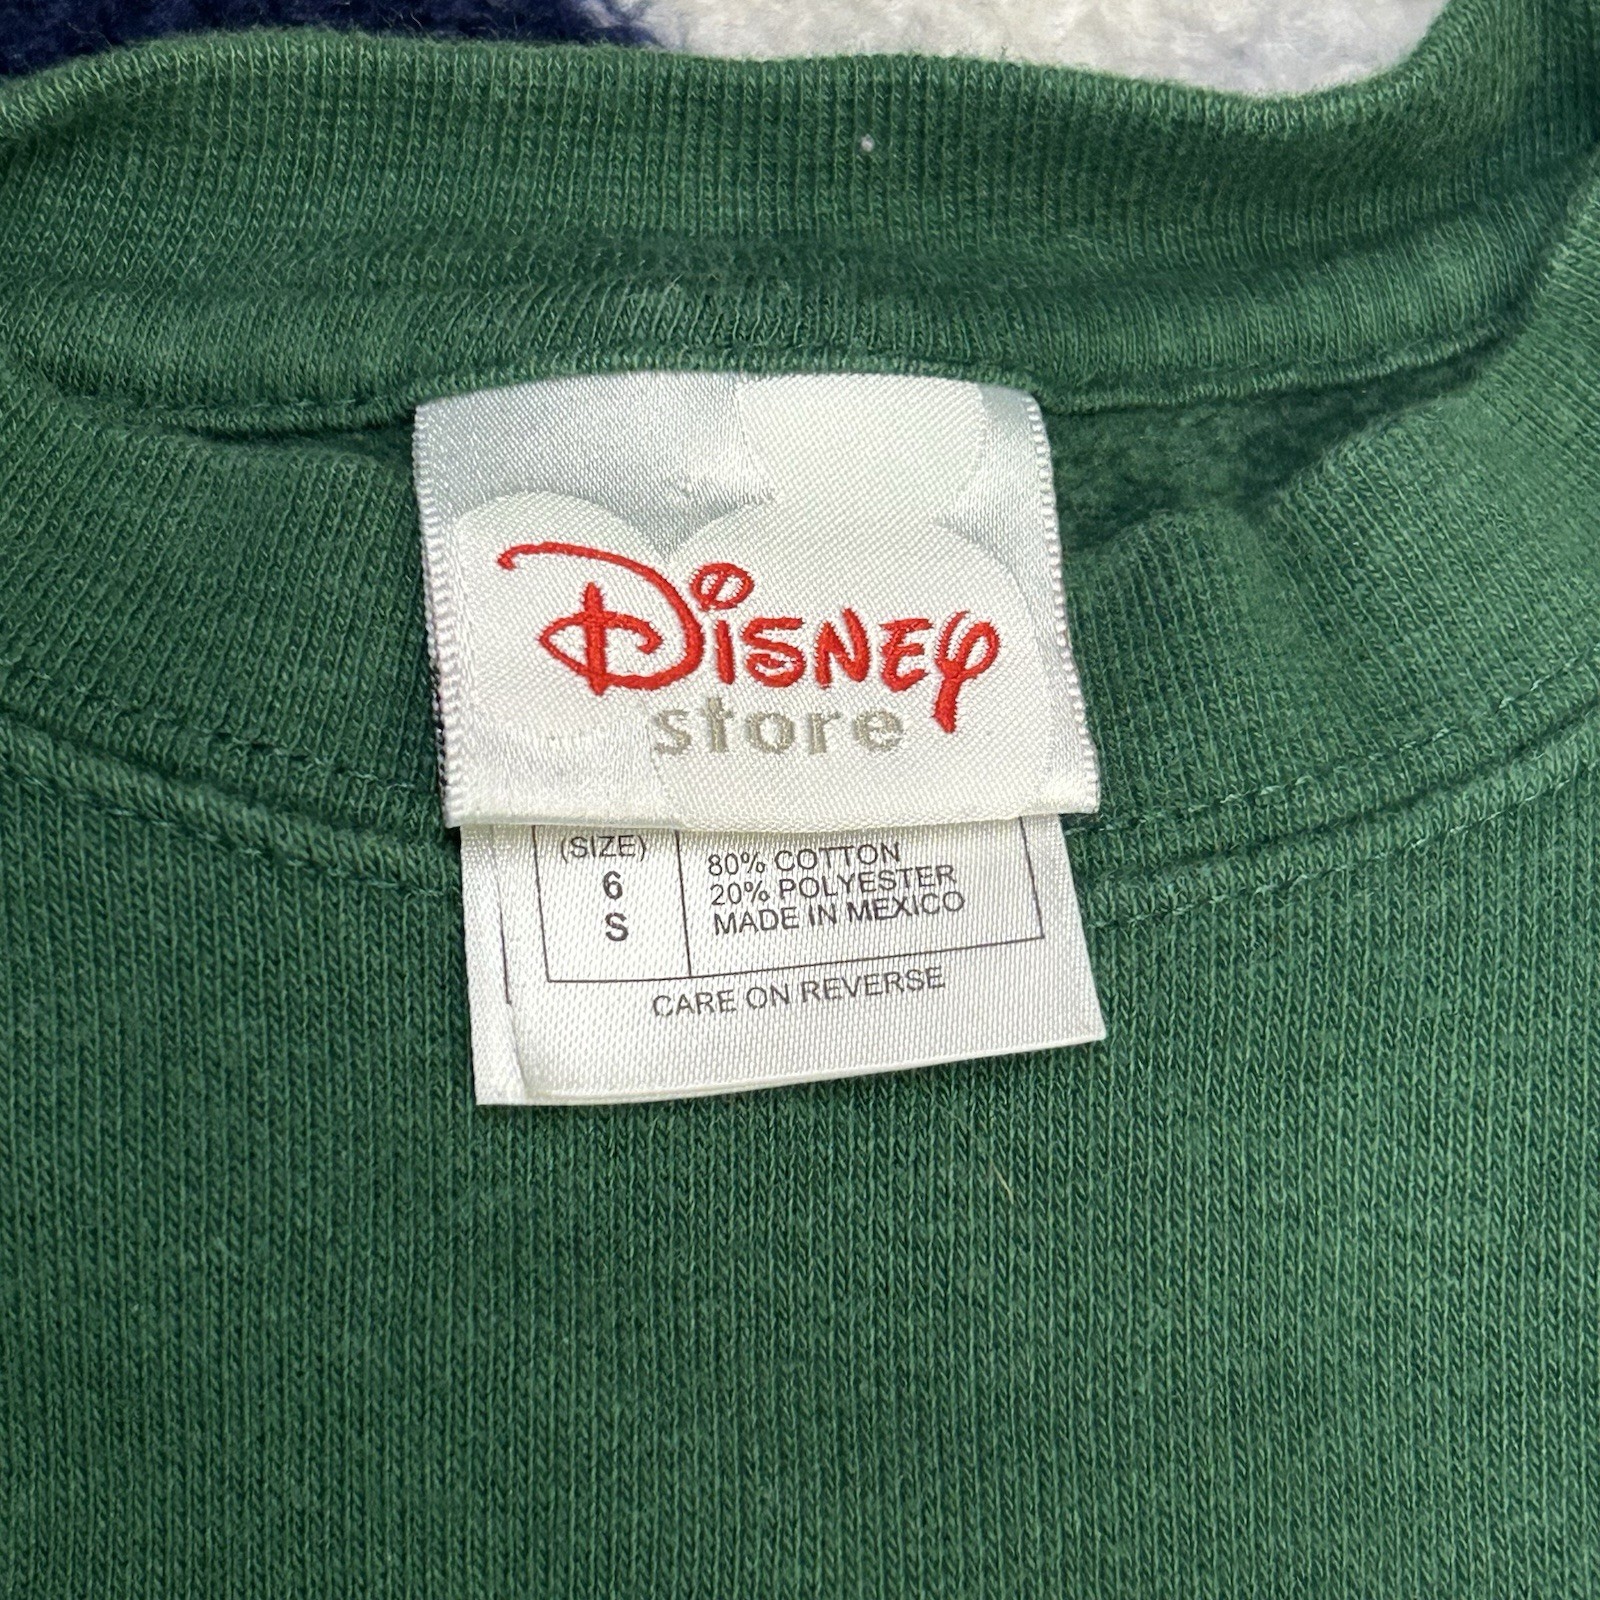 Disney
store
(SIZE)
6
S
80% COTTON
20% POLYESTER
MADE IN MEXICO
CARE ON REVERSE